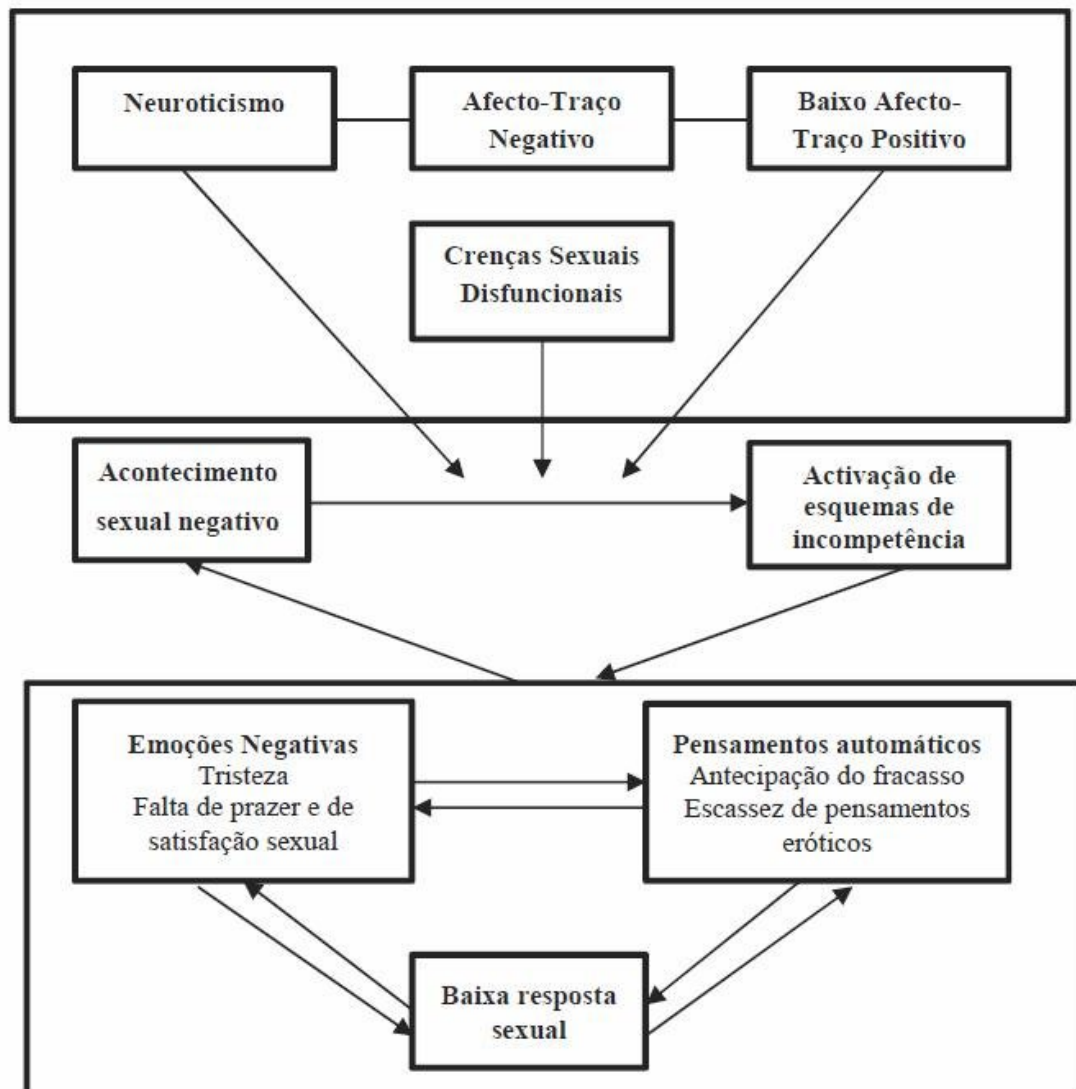 Neuroticismo
Afecto-Traço
Negativo
Baixo Afecto-
Traço Positivo
Crenças Sexuais
Disfuncionais
Acontecimento
sexual negativo
Activação de
esquemas de
incompetência
Emoções Negativas
Tristeza
Falta de prazer e de
satisfação sexual
Pensamentos automáticos
Antecipação do fracasso
Escassez de pensamentos
eróticos
Baixa resposta
sexual